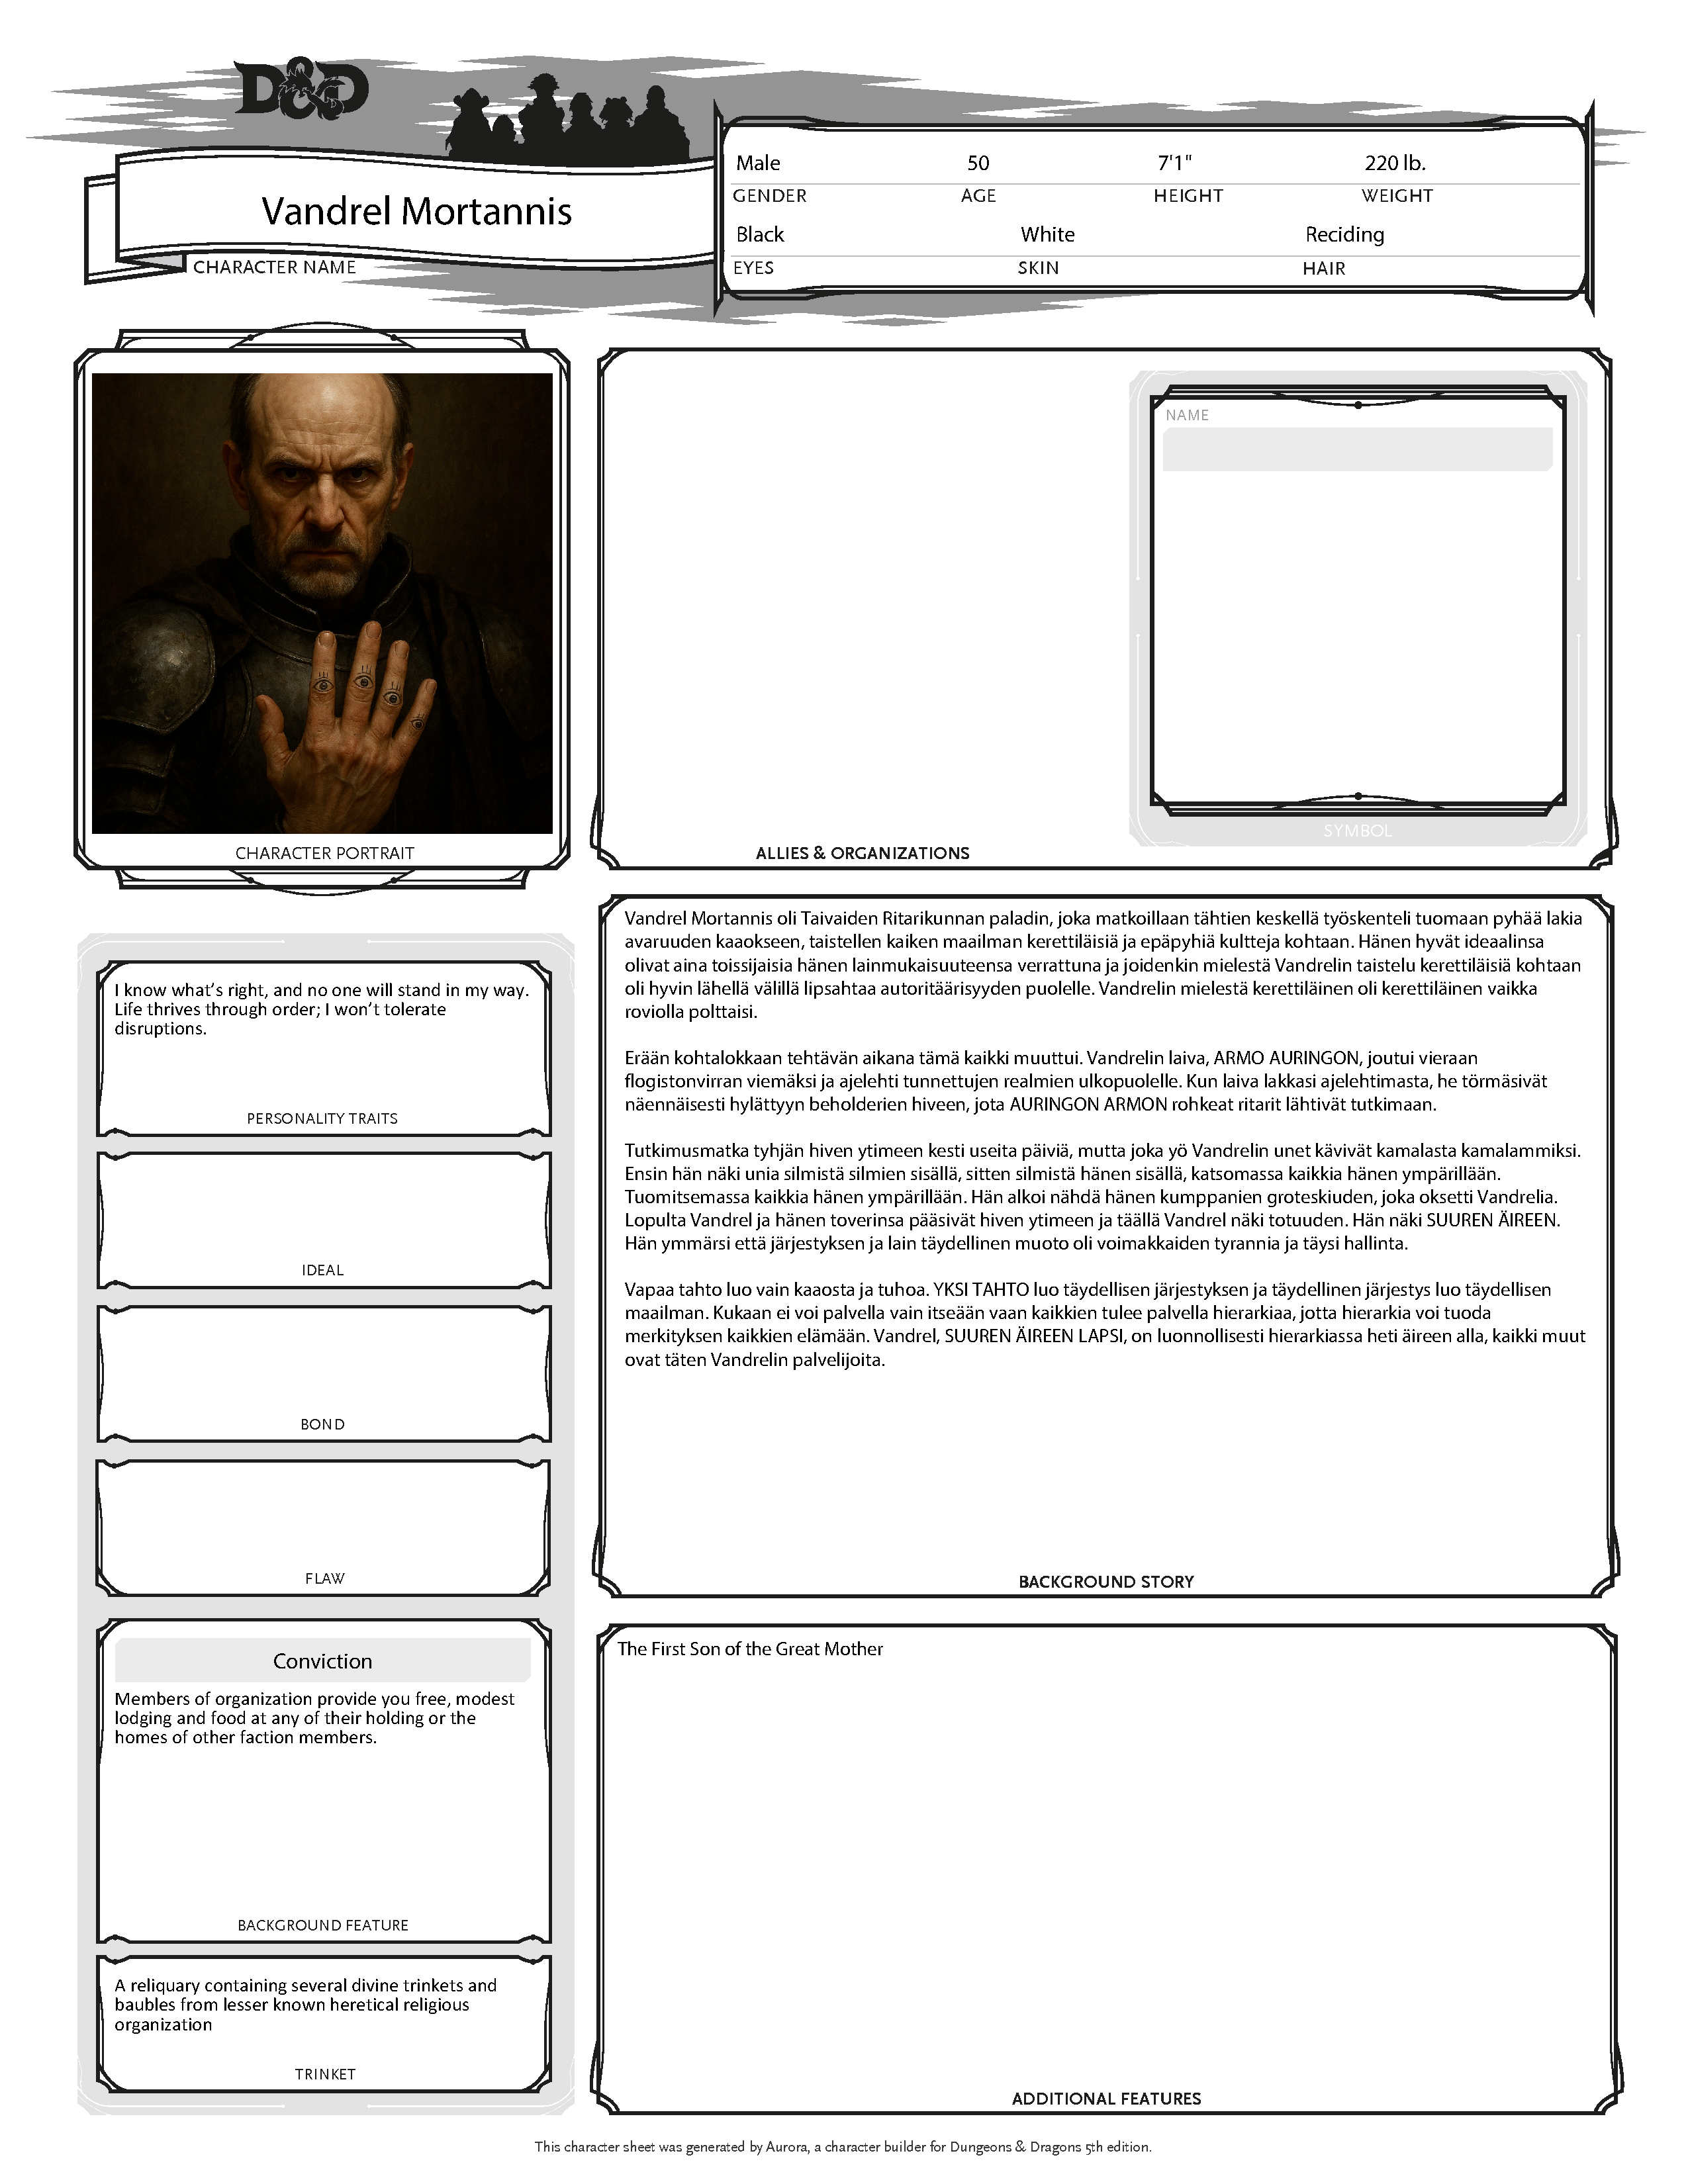 D&D
Vandrel Mortannis
CHARACTER NAME
Male 50 7'1" 220 lb.
GENDER AGE HEIGHT WEIGHT
Black White Reciding
EYES SKIN HAIR
CHARACTER PORTRAIT
NAME
SYMBOL
ALLIES & ORGANIZATIONS
I know what's right, and no one will stand in my way.
Life thrives through order; I won't tolerate
disruptions.
PERSONALITY TRAITS
IDEAL
BOND
FLAW
Conviction
Members of organization provide you free, modest
lodging and food at any of their holding or the
homes of other faction members.
BACKGROUND FEATURE
A reliquary containing several divine trinkets and
baubles from lesser known heretical religious
organization
TRINKET
Vandrel Mortannis oli Taivaiden Ritarikunnan paladin, joka matkoillaan tähtien keskellä työskenteli tuomaan pyhää lakia
avaruuden kaaokseen, taistellen kaiken maailman kerettiläisiä ja epäpyhiä kultteja kohtaan. Hänen hyvät ideaalinsa
olivat aina toissijaisia hänen lainmukaisuuteensa verrattuna ja joidenkin mielestä Vandrelin taistelu kerettiläisiä kohtaan
oli hyvin lähellä välillä lipsahtaa autoritäärisyyden puolelle. Vandrelin mielestä kerettiläinen oli kerettiläinen vaikka
roviolla polttaisi.
Erään kohtalokkaan tehtävän aikana tämä kaikki muuttui. Vandrelin laiva, ARMO AURINGON, joutui vieraan
flogistonvirran viemäksi ja ajelehti tunnettujen realmien ulkopuolelle. Kun laiva lakkasi ajelehtimasta, he törmäsivät
näennäisesti hylättyyn beholderien hiveen, jota AURINGON ARMON rohkeat ritarit lähtivät tutkimaan.
Tutkimusmatka tyhjän hiven ytimeen kesti useita päiviä, mutta joka yö Vandrelin unet kävivät kamalasta kamalammiksi.
Ensin hän näki unia silmistä silmien sisällä, sitten silmistä hänen sisällä, katsomassa kaikkia hänen ympärillään.
Tuomitsemassa kaikkia hänen ympärillään. Hän alkoi nähdä hänen kumppanien groteskiuden, joka oksetti Vandrelia.
Lopulta Vandrel ja hänen toverinsa pääsivät hiven ytimeen ja täällä Vandrel näki totuuden. Hän näki SUUREN ÄIREEN.
Hän ymmärsi että järjestyksen ja lain täydellinen muoto oli voimakkaiden tyrannia ja täysi hallinta.
Vapaa tahto luo vain kaaosta ja tuhoa. YKSI TAHTO luo täydellisen järjestyksen ja täydellinen järjestys luo täydellisen
maailman. Kukaan ei voi palvella vain itseään vaan kaikkien tulee palvella hierarkiaa, jotta hierarkia voi tuoda
merkityksen kaikkien elämään. Vandrel, SUUREN ÄIREEN LAPSI, on luonnollisesti hierarkiassa heti äireen alla, kaikki muut
ovat täten Vandrelin palvelijoita.
BACKGROUND STORY
The First Son of the Great Mother
ADDITIONAL FEATURES
This character sheet was generated by Aurora, a character builder for Dungeons & Dragons 5th edition.